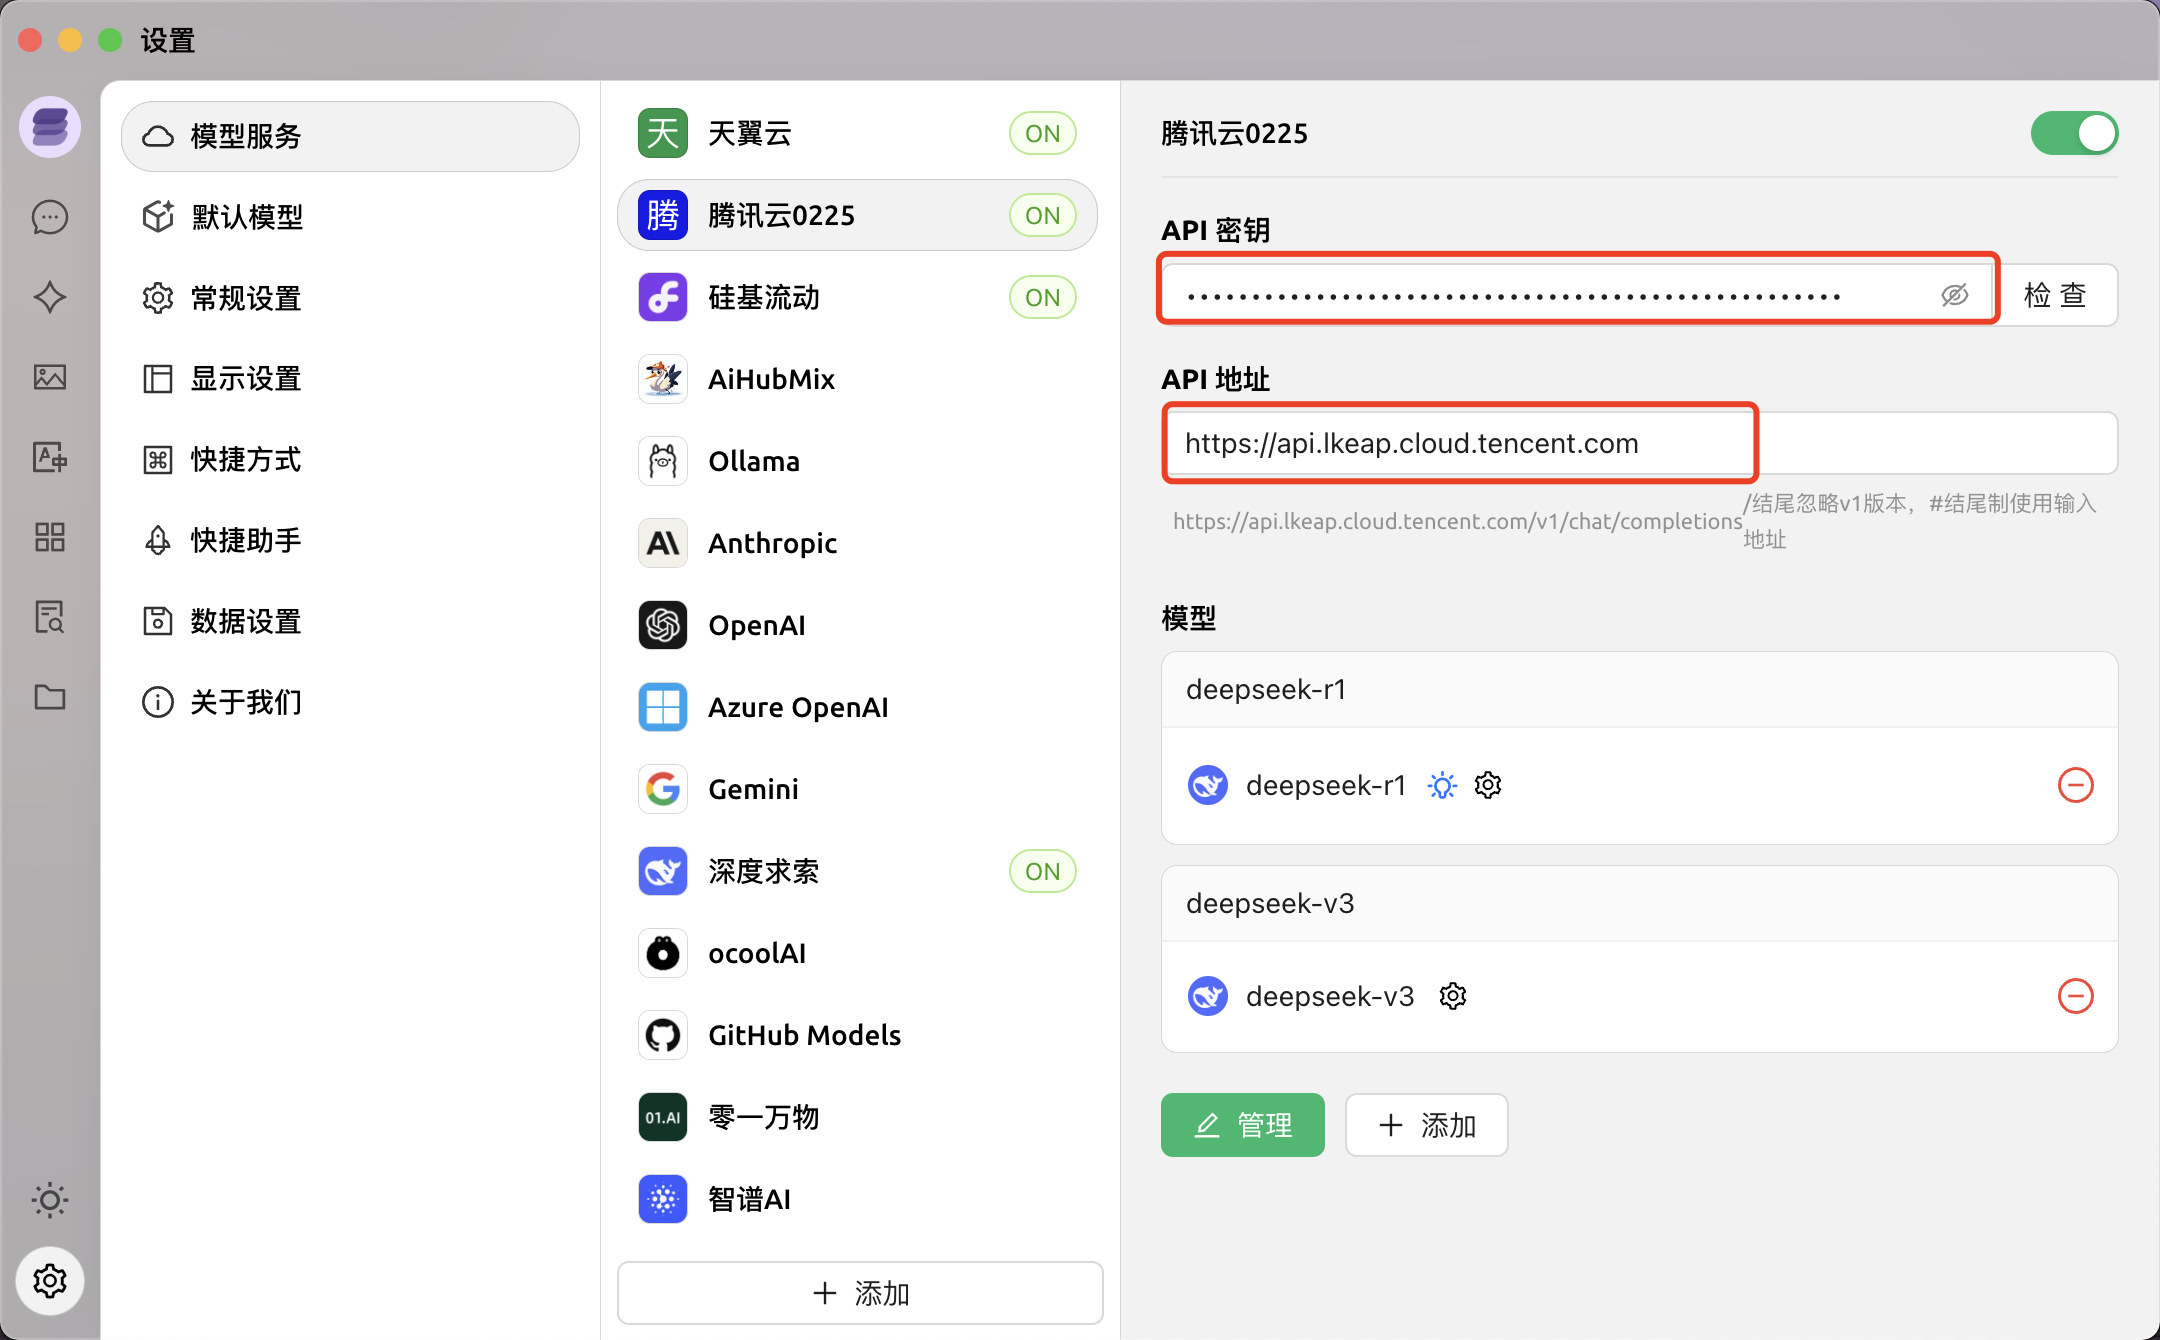 设置
模型服务
默认模型
常规设置
显示设置
快捷方式
快捷助手
数据设置
关于我们
天 天翼云 ON
腾 腾讯云0225 ON
硅基流动 ON
AiHubMix
Ollama
Anthropic
OpenAI
Azure OpenAI
Gemini
深度求索 ON
ocoolAI
GitHub Models
01.AI 零一万物
智谱AI
添加
腾讯云0225
API 密钥
检查
API 地址
https://api.lkeap.cloud.tencent.com
https://api.lkeap.cloud.tencent.com/v1/chat/completions
/结尾忽略v1版本，#结尾制使用输入
地址
模型
deepseek-r1
deepseek-r1
deepseek-v3
deepseek-v3
管理
添加